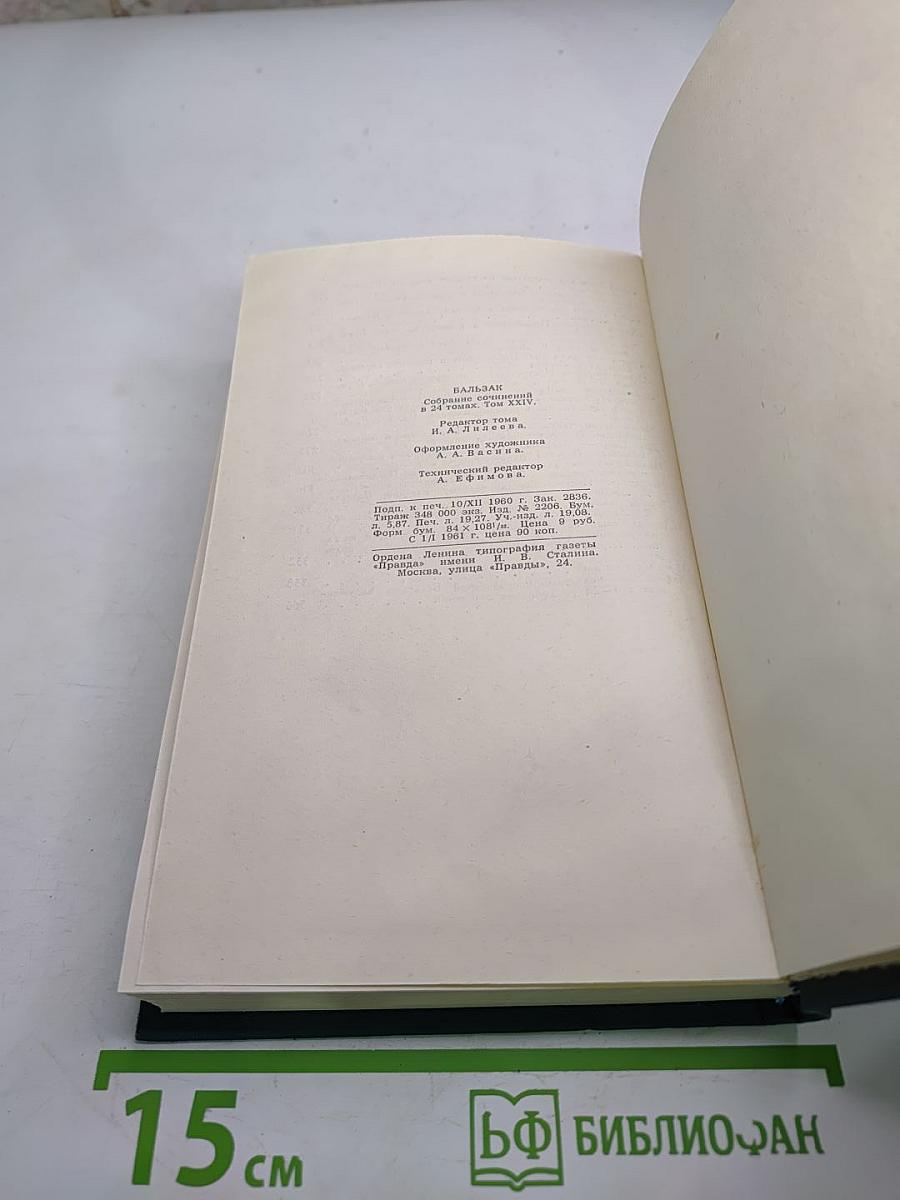 БАЛЬЗАК
Собрание сочинений
в 24 томах. Том XXIV.
Редактор тома
И. А. Лилеева.
Оформление художника
А. А. Васина.
Технический редактор
А. Ефимова.
Подп. к печ. 10/XII 1960 г. Зак. 2836.
Тираж 348 000 экз. Изд. № 2206. Бум.
л. 5,87. Печ. л. 19,27. Уч.-изд. л. 19,08.
Форм бум. 84 × 108¹/₃₂. Цена 9 руб.
С 1/I 1961 г. цена 90 коп.
Ордена Ленина типография газеты
«Правда» имени И. В. Сталина.
Москва, улица «Правды», 24.
15 см
БФ БИБЛИОФАН